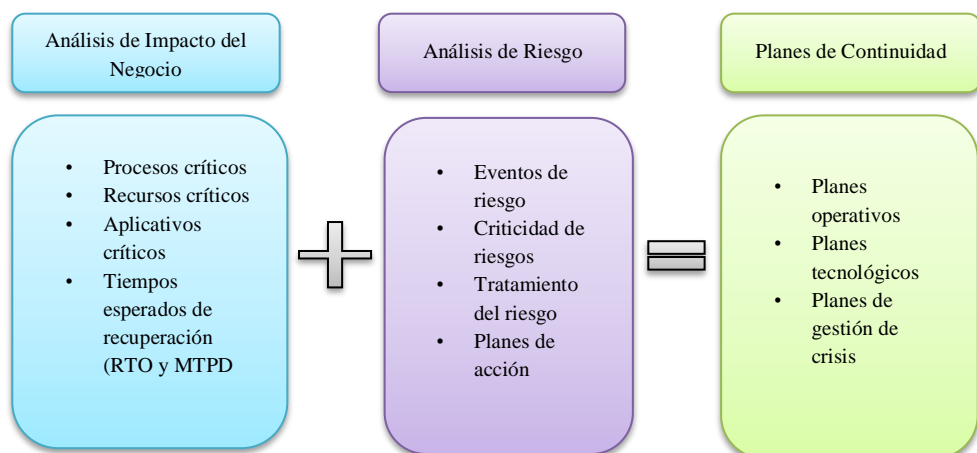 Análisis de Impacto del
Negocio
Análisis de Riesgo
Planes de Continuidad
• Procesos críticos
• Recursos críticos
• Aplicativos
críticos
• Tiempos
esperados de
recuperación
(RTO y MTPD
• Eventos de
riesgo
• Criticidad de
riesgos
• Tratamiento
del riesgo
• Planes de
acción
• Planes
operativos
• Planes
tecnológicos
• Planes de
gestión de
crisis